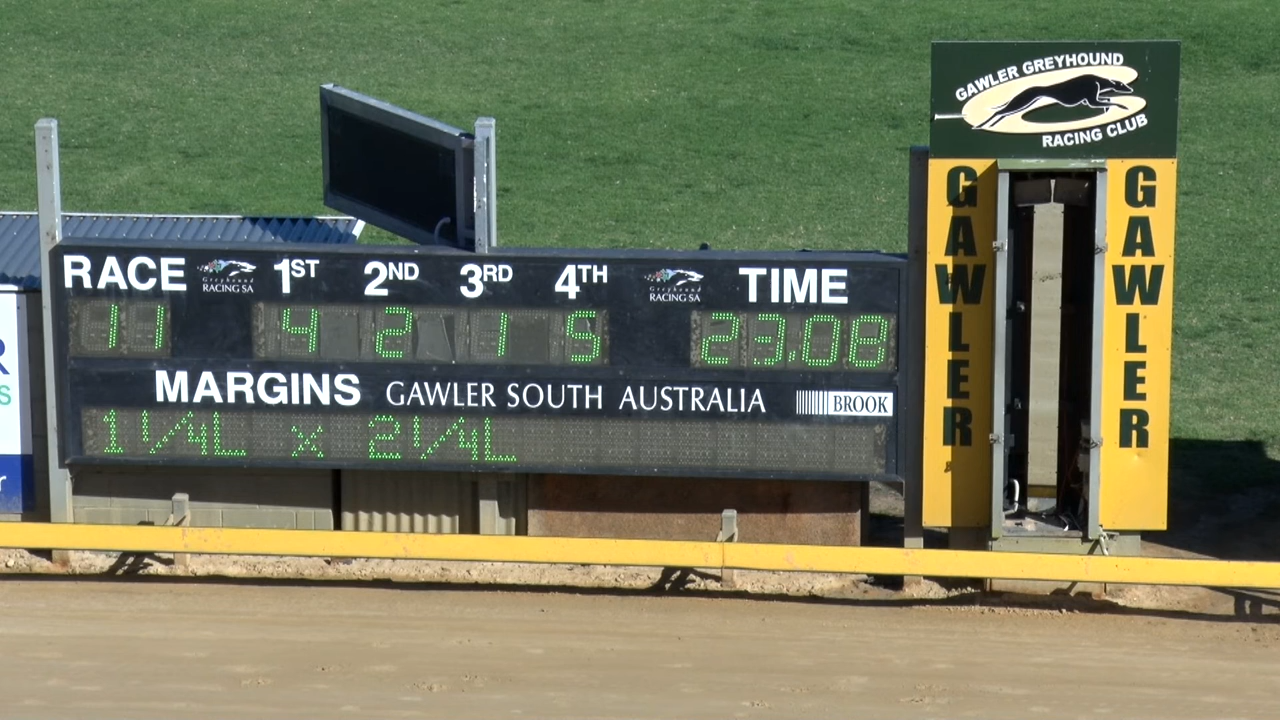 GAWLER GREYHOUND
RACING CLUB
RACE
Greyhound
RACING SA
1ST
2ND
3RD
4TH
Greyhound
RACING SA
TIME
11
4
2
1
5
23.08
MARGINS
GAWLER SOUTH AUSTRALIA
BROOK
1 1/4L x 2 1/4L
GAWLER
GAWLER
R
S
r